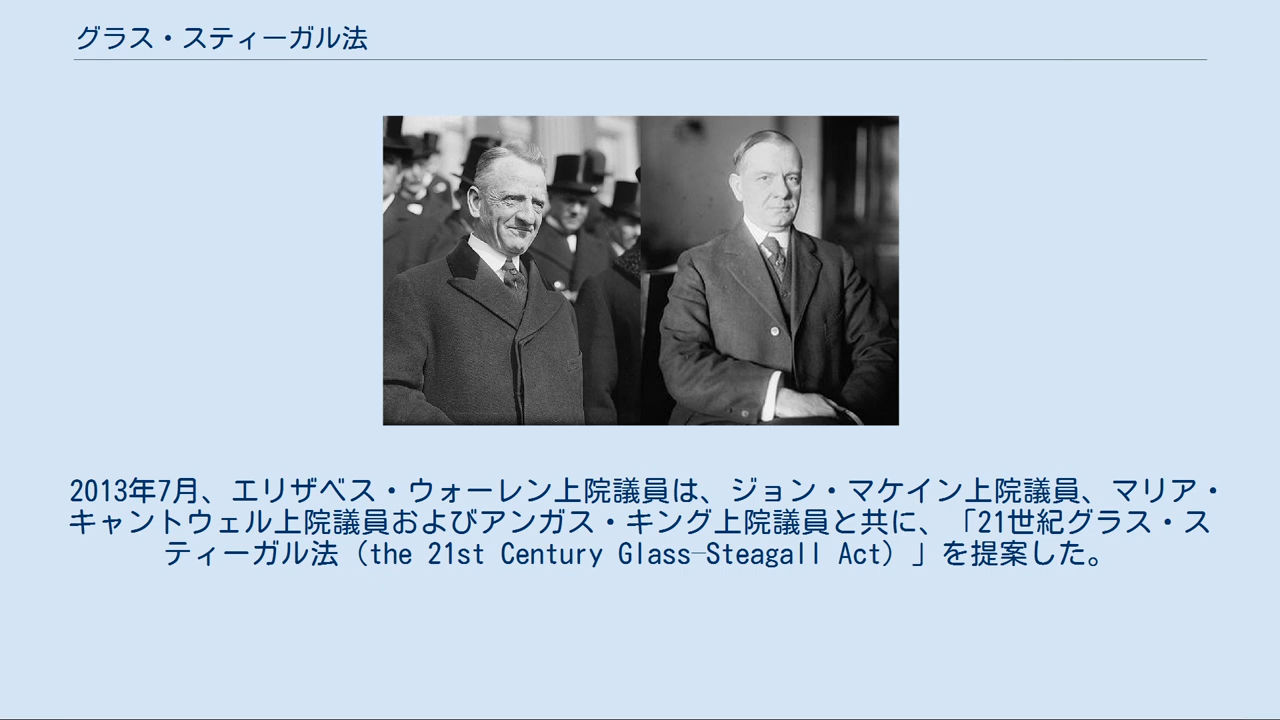 グラス・スティーガル法
2013年7月、エリザベス・ウォーレン上院議員は、ジョン・マケイン上院議員、マリア・
キャントウェル上院議員およびアンガス・キング上院議員と共に、「21世紀グラス・ス
ティーガル法（the 21st Century Glass–Steagall Act）」を提案した。